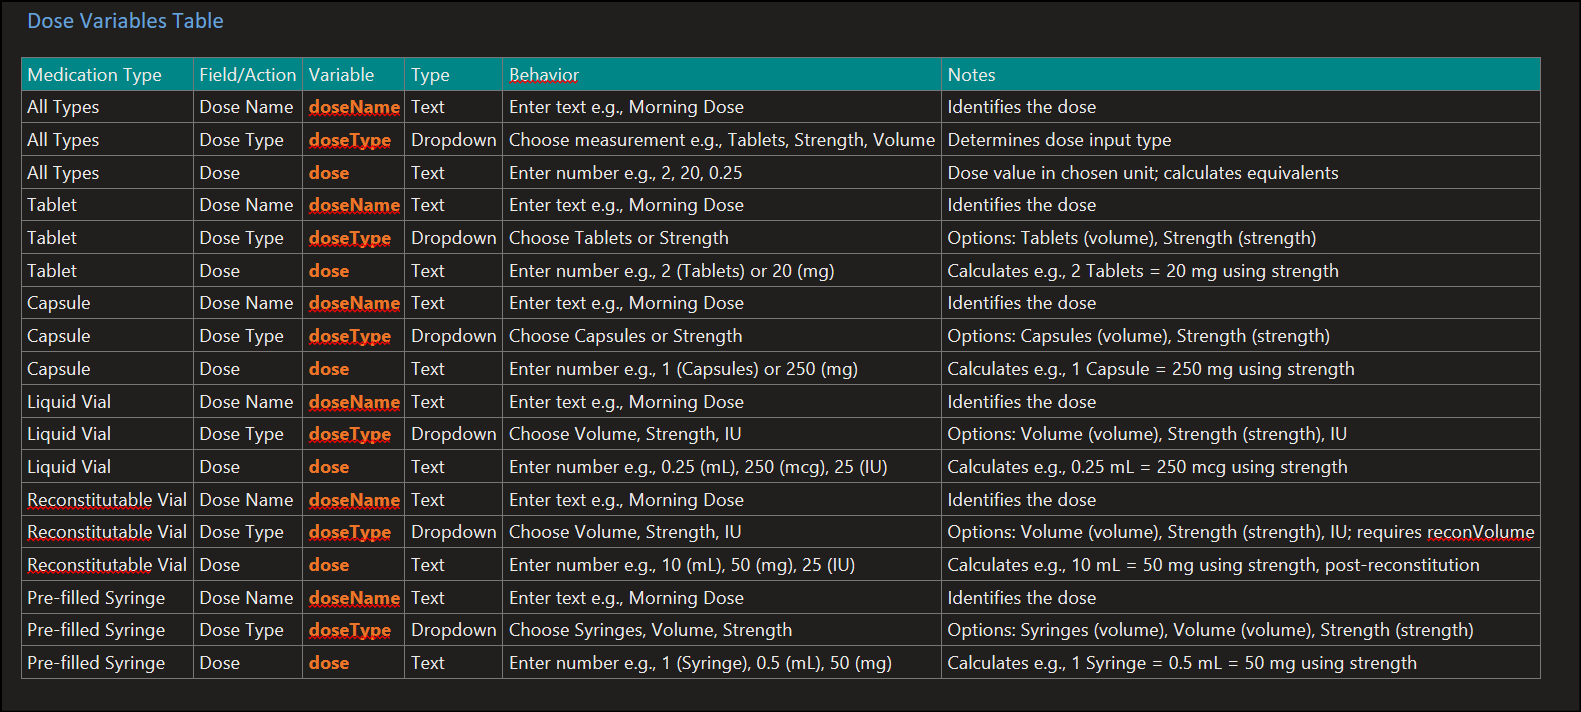 Dose Variables Table
Medication Type Field/Action Variable Type Behavior Notes
All Types Dose Name doseName Text Enter text e.g., Morning Dose Identifies the dose
All Types Dose Type doseType Dropdown Choose measurement e.g., Tablets, Strength, Volume Determines dose input type
All Types Dose dose Text Enter number e.g., 2, 20, 0.25 Dose value in chosen unit; calculates equivalents
Tablet Dose Name doseName Text Enter text e.g., Morning Dose Identifies the dose
Tablet Dose Type doseType Dropdown Choose Tablets or Strength Options: Tablets (volume), Strength (strength)
Tablet Dose dose Text Enter number e.g., 2 (Tablets) or 20 (mg) Calculates e.g., 2 Tablets = 20 mg using strength
Capsule Dose Name doseName Text Enter text e.g., Morning Dose Identifies the dose
Capsule Dose Type doseType Dropdown Choose Capsules or Strength Options: Capsules (volume), Strength (strength)
Capsule Dose dose Text Enter number e.g., 1 (Capsules) or 250 (mg) Calculates e.g., 1 Capsule = 250 mg using strength
Liquid Vial Dose Name doseName Text Enter text e.g., Morning Dose Identifies the dose
Liquid Vial Dose Type doseType Dropdown Choose Volume, Strength, IU Options: Volume (volume), Strength (strength), IU
Liquid Vial Dose dose Text Enter number e.g., 0.25 (mL), 250 (mcg), 25 (IU) Calculates e.g., 0.25 mL = 250 mcg using strength
Reconstitutable Vial Dose Name doseName Text Enter text e.g., Morning Dose Identifies the dose
Reconstitutable Vial Dose Type doseType Dropdown Choose Volume, Strength, IU Options: Volume (volume), Strength (strength), IU; requires reconVolume
Reconstitutable Vial Dose dose Text Enter number e.g., 10 (mL), 50 (mg), 25 (IU) Calculates e.g., 10 mL = 50 mg using strength, post-reconstitution
Pre-filled Syringe Dose Name doseName Text Enter text e.g., Morning Dose Identifies the dose
Pre-filled Syringe Dose Type doseType Dropdown Choose Syringes, Volume, Strength Options: Syringes (volume), Volume (volume), Strength (strength)
Pre-filled Syringe Dose dose Text Enter number e.g., 1 (Syringe), 0.5 (mL), 50 (mg) Calculates e.g., 1 Syringe = 0.5 mL = 50 mg using strength